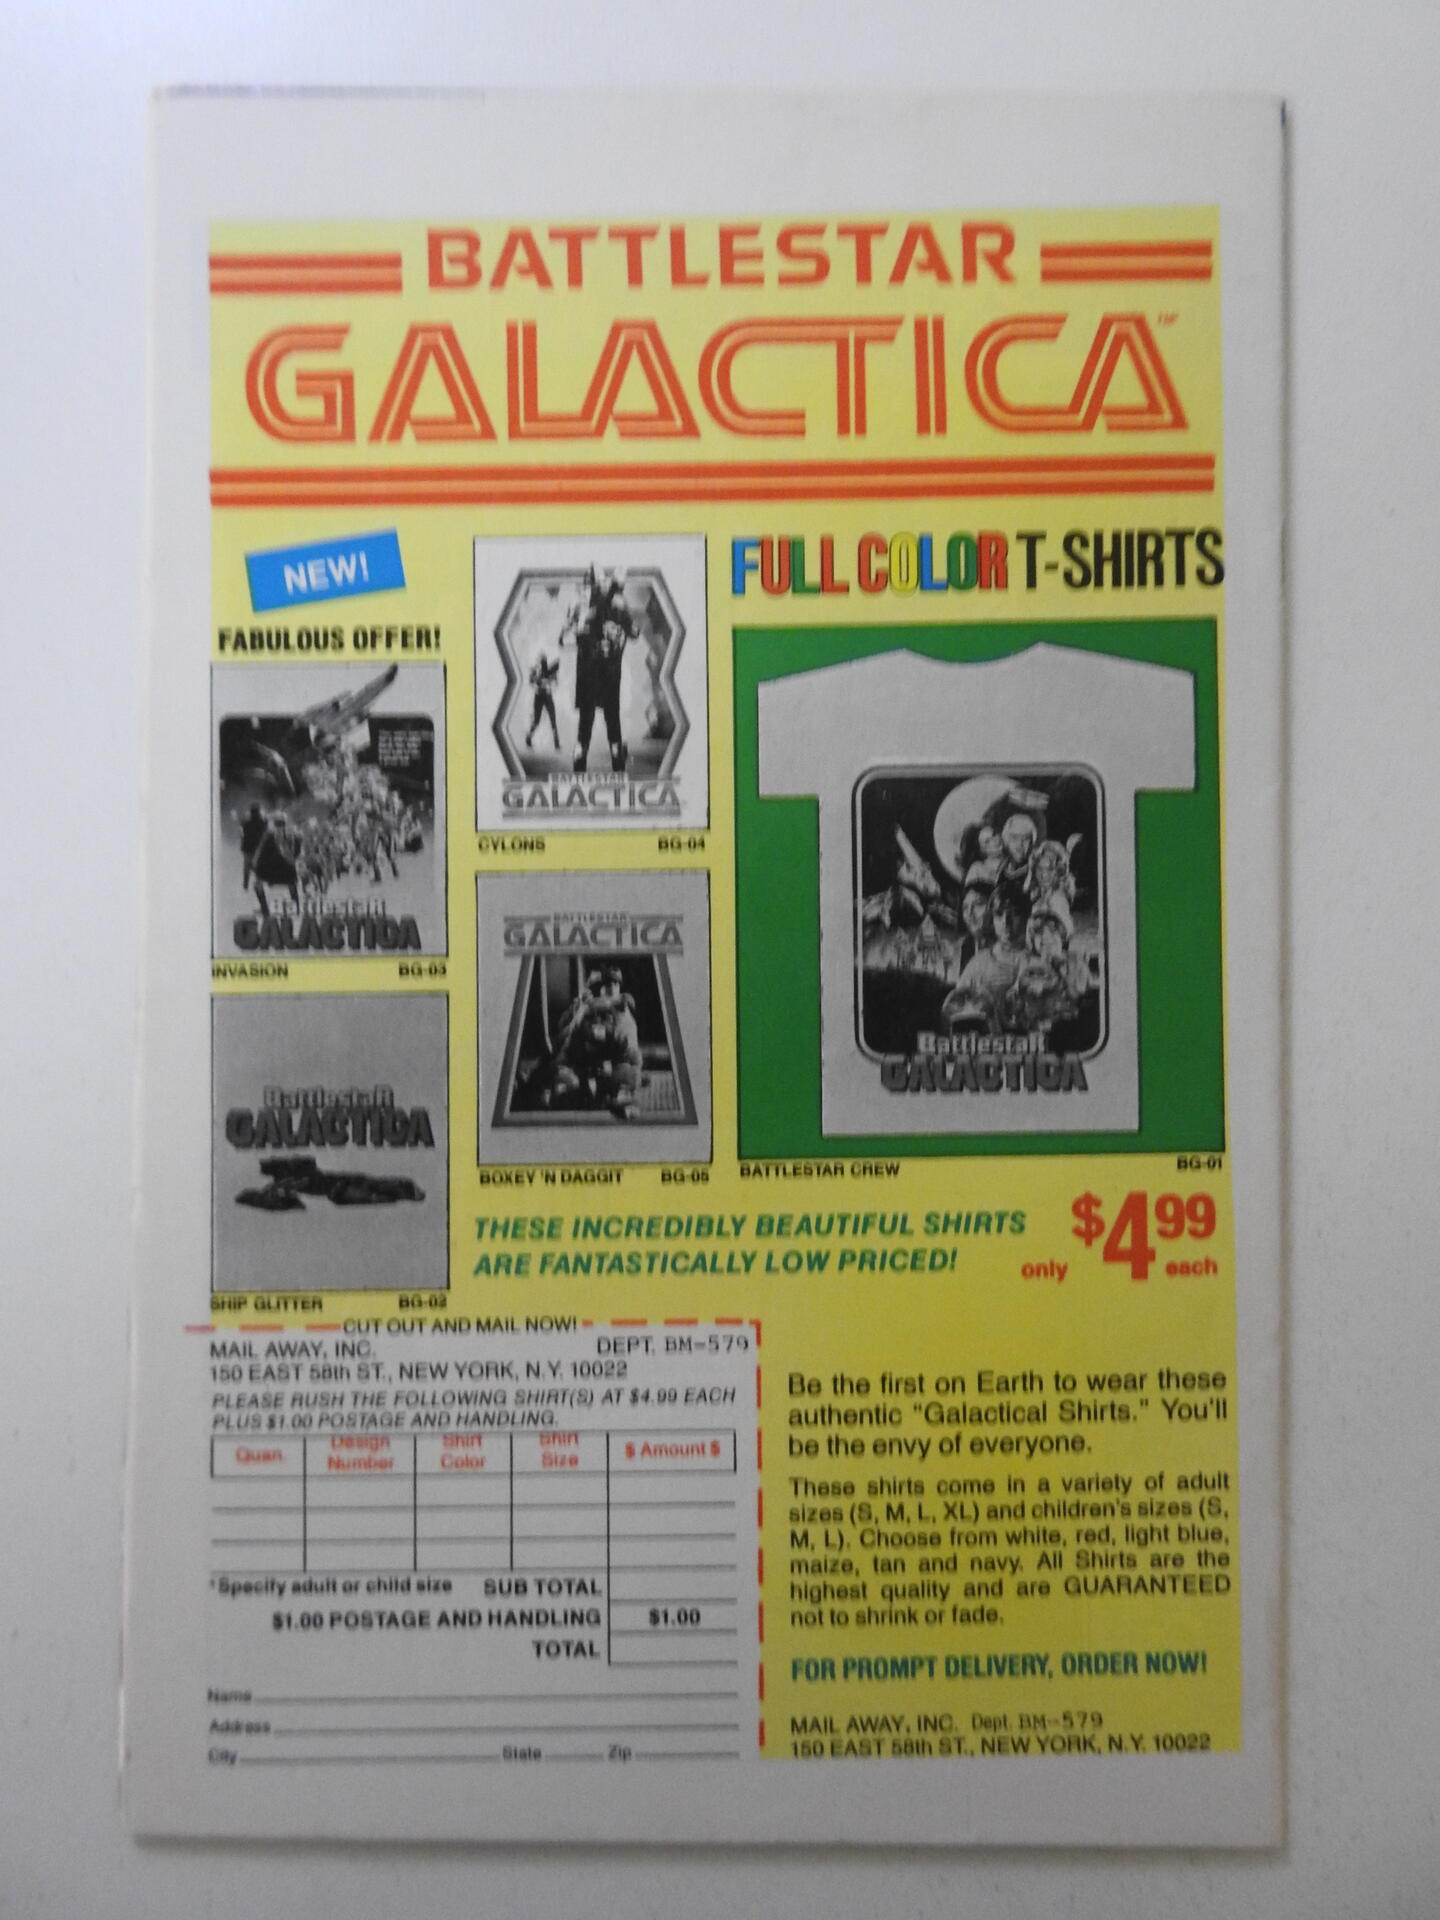 BATTLESTAR
GALACTICA™
NEW!
FABULOUS OFFER!
FULL COLOR T-SHIRTS
BattlestaR
GALACTICA
INVASION BG-03
BATTLESTAR
GALACTICA
CYLONS BG-04
BattlestaR
GALACTICA
SHIP GLITTER BG-02
BATTLESTAR
GALACTICA
BOXEY 'N DAGGIT BG-05
BattlestaR
GALACTICA
BATTLESTAR CREW BG-01
THESE INCREDIBLY BEAUTIFUL SHIRTS
ARE FANTASTICALLY LOW PRICED!
only $4.99 each
CUT OUT AND MAIL NOW!
MAIL AWAY, INC. DEPT. BM-579
150 EAST 58th ST., NEW YORK, N.Y. 10022
PLEASE RUSH THE FOLLOWING SHIRT(S) AT $4.99 EACH
PLUS $1.00 POSTAGE AND HANDLING.
Quan. Design Number Shirt Color Shirt Size $ Amount $
*Specify adult or child size SUB TOTAL
$1.00 POSTAGE AND HANDLING $1.00
TOTAL
Name
Address
City State Zip
Be the first on Earth to wear these
authentic "Galactical Shirts." You'll
be the envy of everyone.
These shirts come in a variety of adult
sizes (S, M, L, XL) and children's sizes (S,
M, L). Choose from white, red, light blue,
maize, tan and navy. All Shirts are the
highest quality and are GUARANTEED
not to shrink or fade.
FOR PROMPT DELIVERY, ORDER NOW!
MAIL AWAY, INC. Dept. BM-579
150 EAST 58th ST., NEW YORK, N.Y. 10022